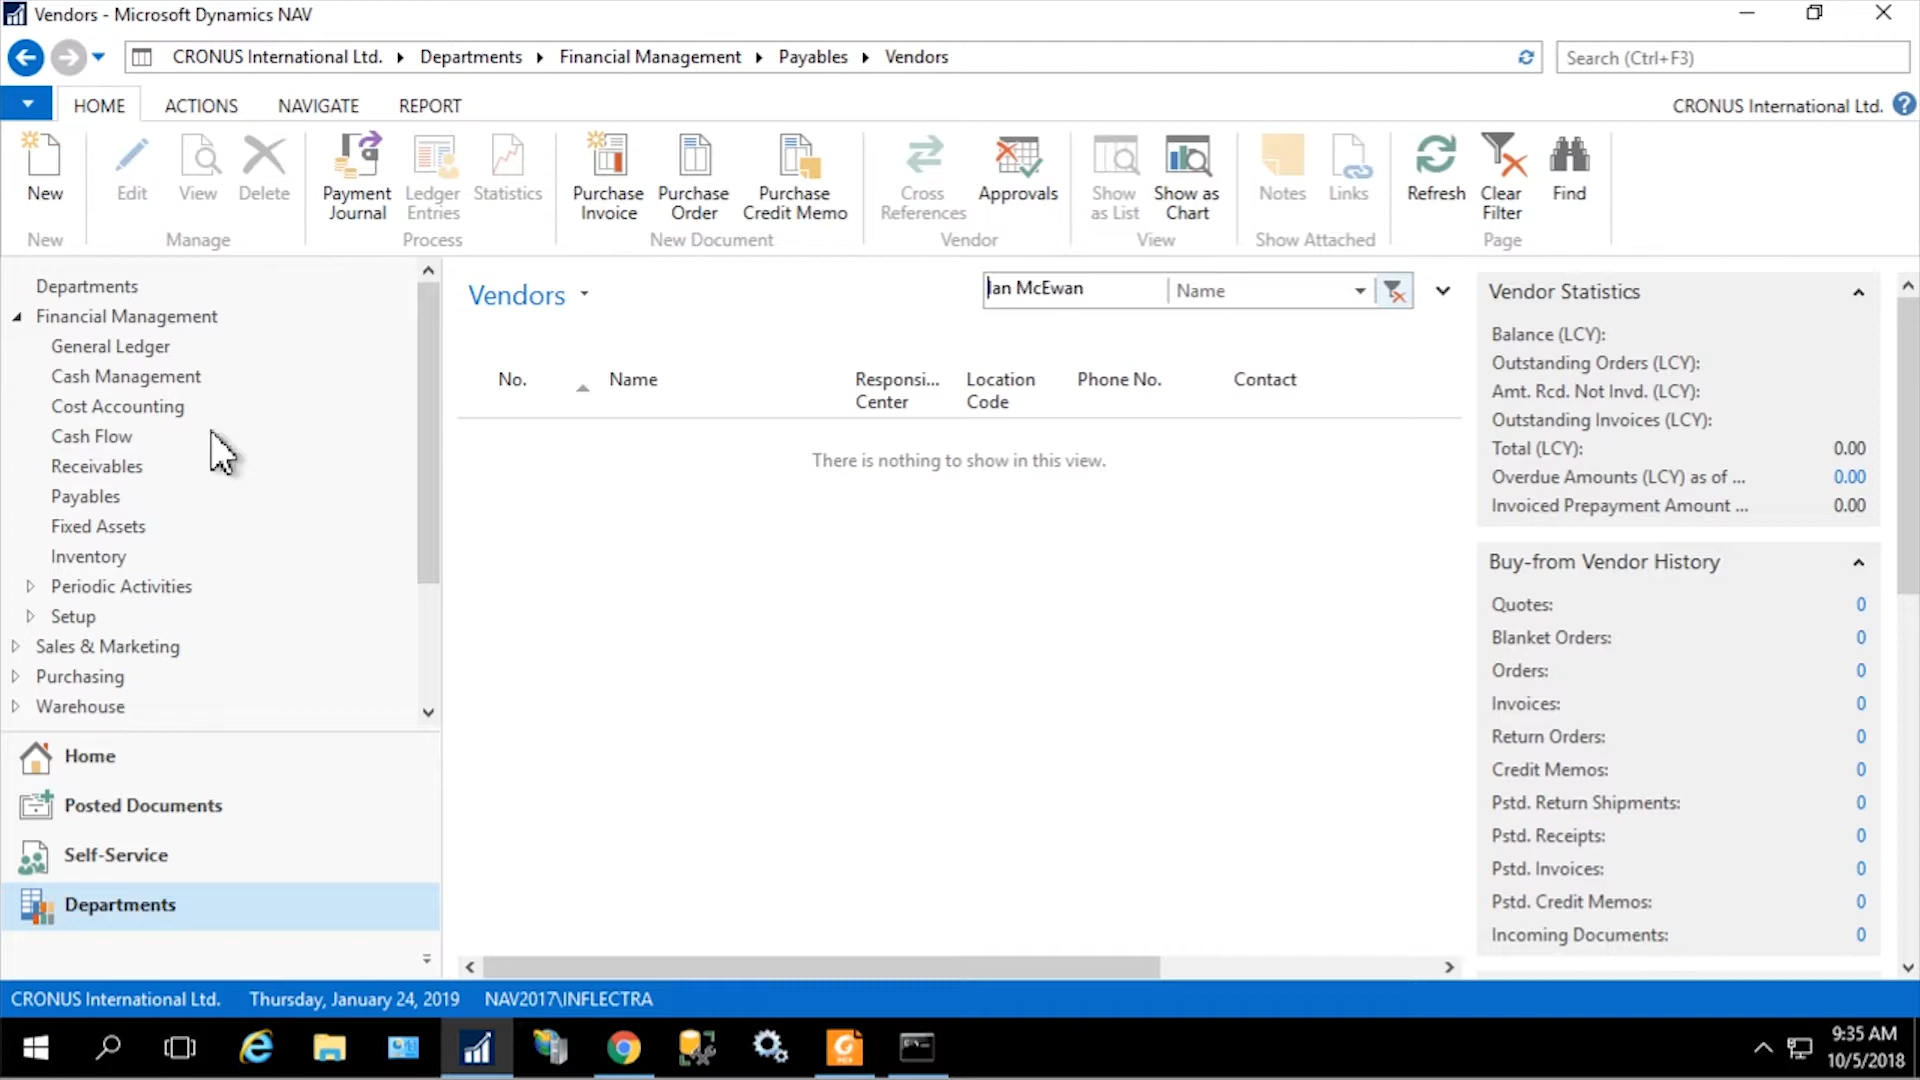 Vendors - Microsoft Dynamics NAV
CRONUS International Ltd. Departments Financial Management Payables Vendors
Search (Ctrl+F3)
HOME ACTIONS NAVIGATE REPORT
CRONUS International Ltd.
New
Edit
View
Delete
Payment Journal
Ledger Entries
Statistics
Purchase Invoice
Purchase Order
Purchase Credit Memo
Cross References
Approvals
Show as List
Show as Chart
Notes
Links
Refresh
Clear Filter
Find
New
Manage
Process
New Document
Vendor
View
Show Attached
Page
Departments
Financial Management
General Ledger
Cash Management
Cost Accounting
Cash Flow
Receivables
Payables
Fixed Assets
Inventory
Periodic Activities
Setup
Sales & Marketing
Purchasing
Warehouse
Home
Posted Documents
Self-Service
Departments
Vendors
Ian McEwan
Name
No.
Name
Responsi... Center
Location Code
Phone No.
Contact
There is nothing to show in this view.
Vendor Statistics
Balance (LCY):
Outstanding Orders (LCY):
Amt. Rcd. Not Invd. (LCY):
Outstanding Invoices (LCY):
Total (LCY): 0.00
Overdue Amounts (LCY) as of ... 0.00
Invoiced Prepayment Amount ... 0.00
Buy-from Vendor History
Quotes: 0
Blanket Orders: 0
Orders: 0
Invoices: 0
Return Orders: 0
Credit Memos: 0
Pstd. Return Shipments: 0
Pstd. Receipts: 0
Pstd. Invoices: 0
Pstd. Credit Memos: 0
Incoming Documents: 0
CRONUS International Ltd. Thursday, January 24, 2019 NAV2017\INFLECTRA
9:35 AM
10/5/2018